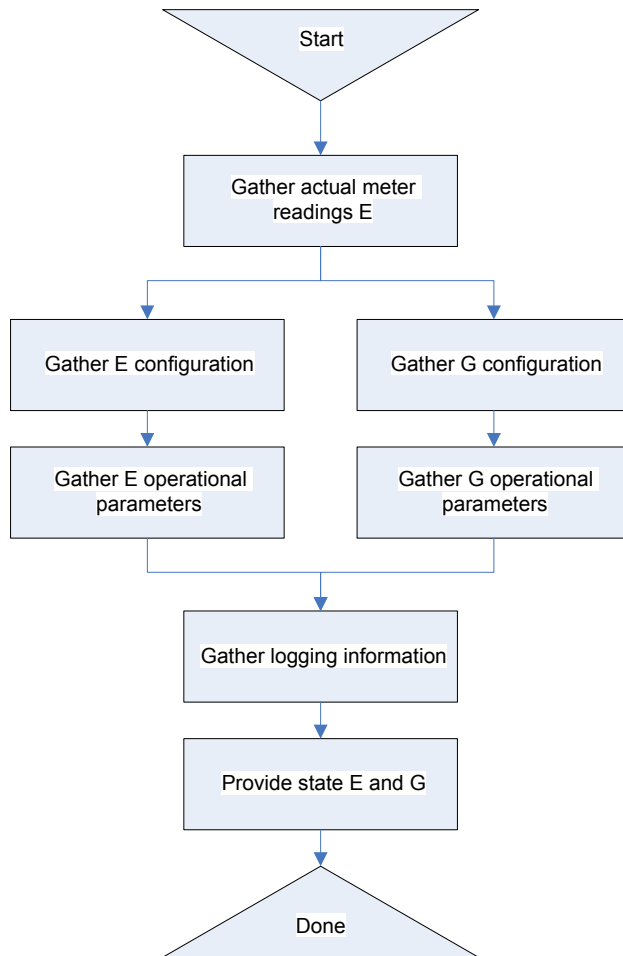 Start
Gather actual meter
readings E
Gather E configuration
Gather G configuration
Gather E operational
parameters
Gather G operational
parameters
Gather logging information
Provide state E and G
Done